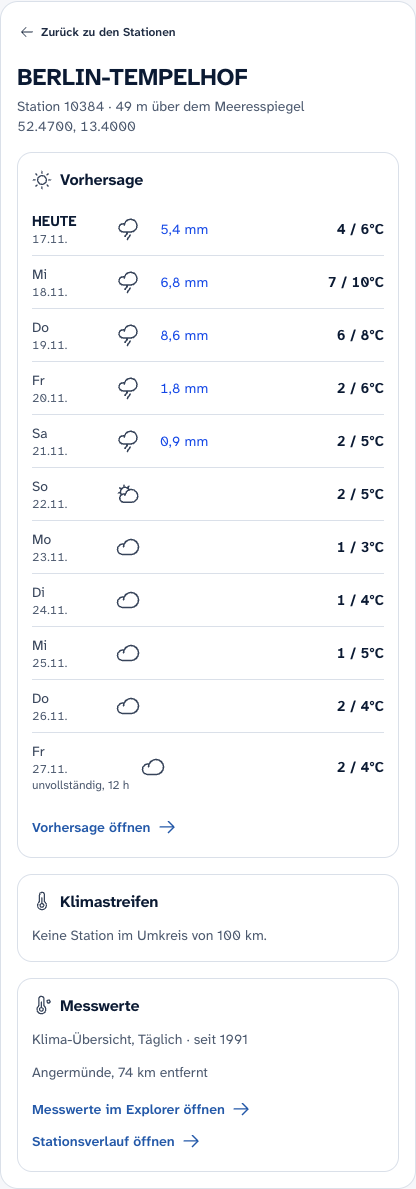 Zurück zu den Stationen
BERLIN-TEMPELHOF
Station 10384 · 49 m über dem Meeresspiegel
52.4700, 13.4000
Vorhersage
HEUTE
17.11.
5,4 mm
4 / 6°C
Mi
18.11.
6,8 mm
7 / 10°C
Do
19.11.
8,6 mm
6 / 8°C
Fr
20.11.
1,8 mm
2 / 6°C
Sa
21.11.
0,9 mm
2 / 5°C
So
22.11.
2 / 5°C
Mo
23.11.
1 / 3°C
Di
24.11.
1 / 4°C
Mi
25.11.
1 / 5°C
Do
26.11.
2 / 4°C
Fr
27.11.
unvollständig, 12 h
2 / 4°C
Vorhersage öffnen
Klimastreifen
Keine Station im Umkreis von 100 km.
Messwerte
Klima-Übersicht, Täglich · seit 1991
Angermünde, 74 km entfernt
Messwerte im Explorer öffnen
Stationsverlauf öffnen